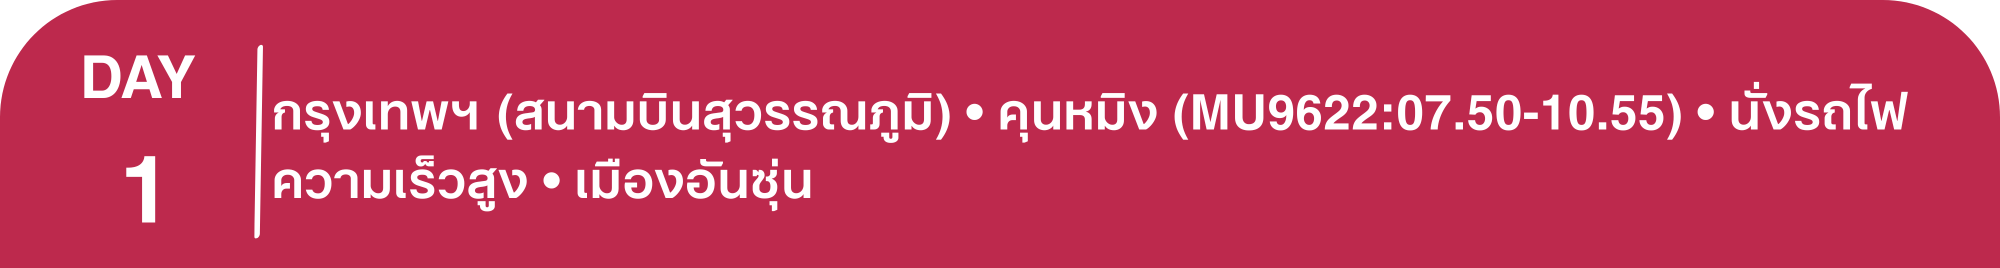 DAY
1
กรุงเทพฯ (สนามบินสุวรรณภูมิ) • คุนหมิง (MU9622:07.50-10.55) • นั่งรถไฟ
ความเร็วสูง • เมืองอันซุ่น